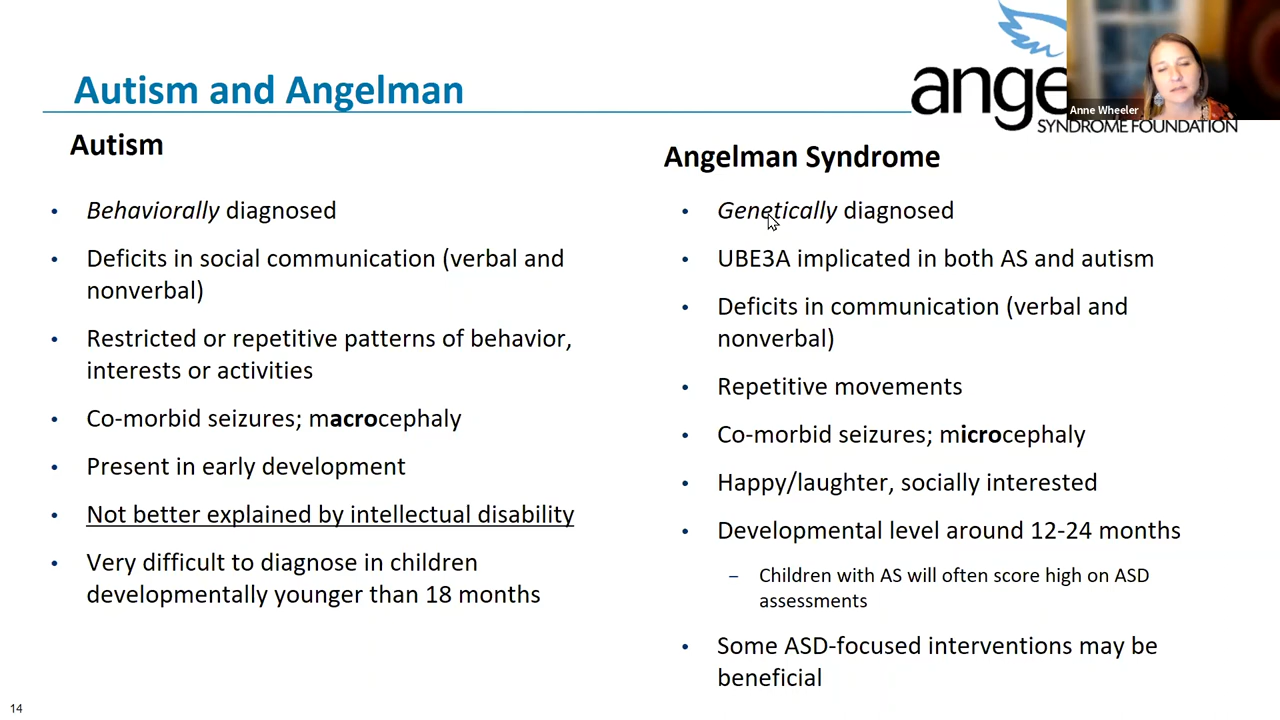 Autism and Angelman
ange
SYNDROME FOUNDATION
Anne Wheeler
Autism
• Behaviorally diagnosed
• Deficits in social communication (verbal and
nonverbal)
• Restricted or repetitive patterns of behavior,
interests or activities
• Co-morbid seizures; macrocephaly
• Present in early development
• Not better explained by intellectual disability
• Very difficult to diagnose in children
developmentally younger than 18 months
Angelman Syndrome
• Genetically diagnosed
• UBE3A implicated in both AS and autism
• Deficits in communication (verbal and
nonverbal)
• Repetitive movements
• Co-morbid seizures; microcephaly
• Happy/laughter, socially interested
• Developmental level around 12-24 months
– Children with AS will often score high on ASD
assessments
• Some ASD-focused interventions may be
beneficial
14